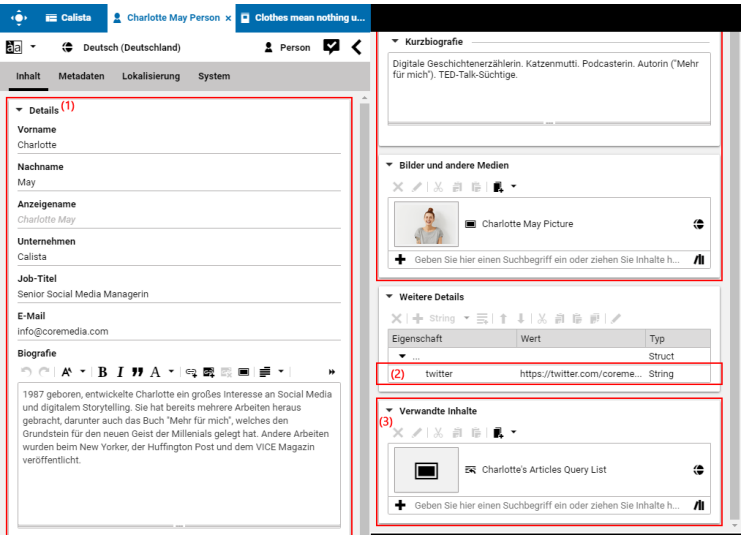 Calista
Charlotte May Person ×
Clothes mean nothing u...
Deutsch (Deutschland)
Person
Inhalt Metadaten Lokalisierung System
Details (1)
Vorname
Charlotte
Nachname
May
Anzeigename
Charlotte May
Unternehmen
Calista
Job-Titel
Senior Social Media Managerin
E-Mail
info@coremedia.com
Biografie
B I A
1987 geboren, entwickelte Charlotte ein großes Interesse an Social Media
und digitalem Storytelling. Sie hat bereits mehrere Arbeiten heraus
gebracht, darunter auch das Buch "Mehr für mich", welches den
Grundstein für den neuen Geist der Millenials gelegt hat. Andere Arbeiten
wurden beim New Yorker, der Huffington Post und dem VICE Magazin
veröffentlicht.
Kurzbiografie
Digitale Geschichtenerzählerin. Katzenmutti. Podcasterin. Autorin ("Mehr
für mich"). TED-Talk-Süchtige.
Bilder und andere Medien
Charlotte May Picture
Geben Sie hier einen Suchbegriff ein oder ziehen Sie Inhalte h...
Weitere Details
String
Eigenschaft Wert Typ
... Struct
(2) twitter https://twitter.com/coreme... String
Verwandte Inhalte
(3)
Charlotte's Articles Query List
Geben Sie hier einen Suchbegriff ein oder ziehen Sie Inhalte h...